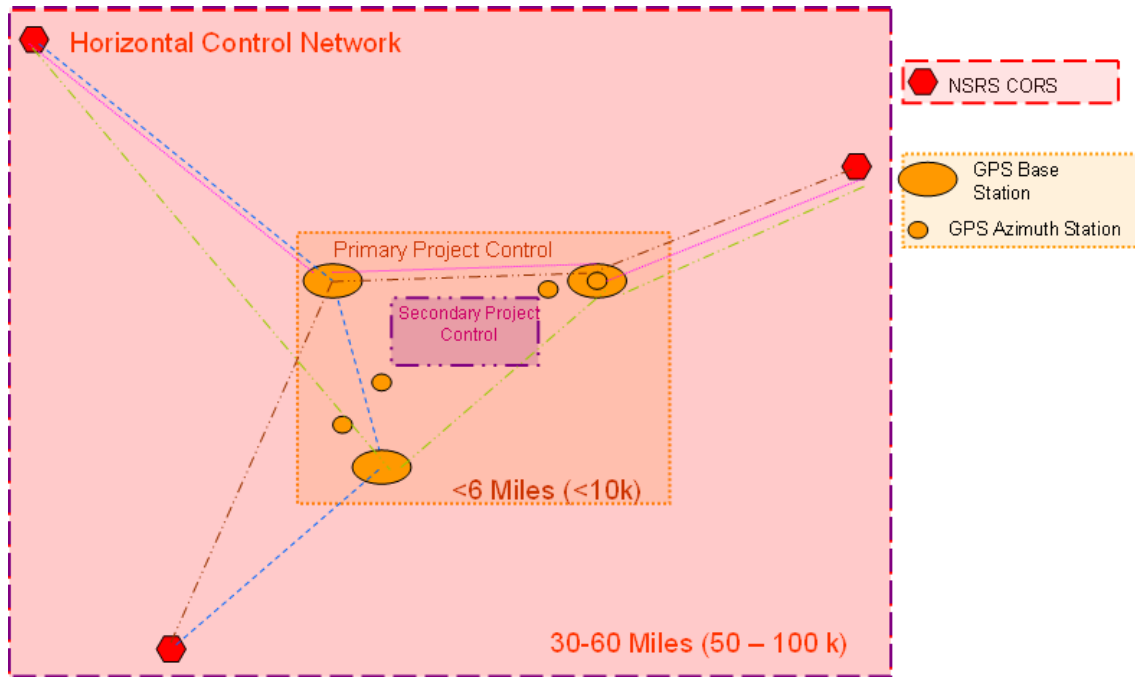 Horizontal Control Network
NSRS CORS
GPS Base
Station
GPS Azimuth Station
Primary Project Control
Secondary Project
Control
<6 Miles (<10k)
30-60 Miles (50 – 100 k)